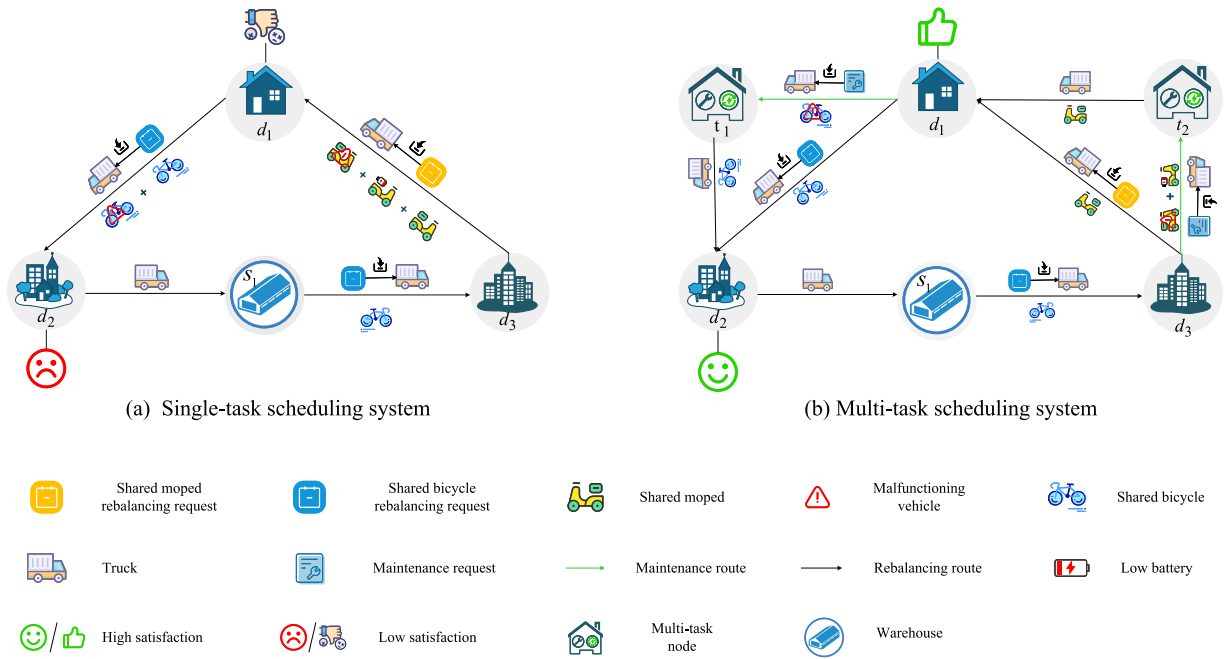 d1
t1
d1
t2
d2
S1
d3
d2
S1
d3
(a) Single-task scheduling system
(b) Multi-task scheduling system
Shared moped
rebalancing request
Shared bicycle
rebalancing request
Shared moped
Malfunctioning
vehicle
Shared bicycle
Truck
Maintenance request
Maintenance route
Rebalancing route
Low battery
High satisfaction
Low satisfaction
Multi-task
node
Warehouse